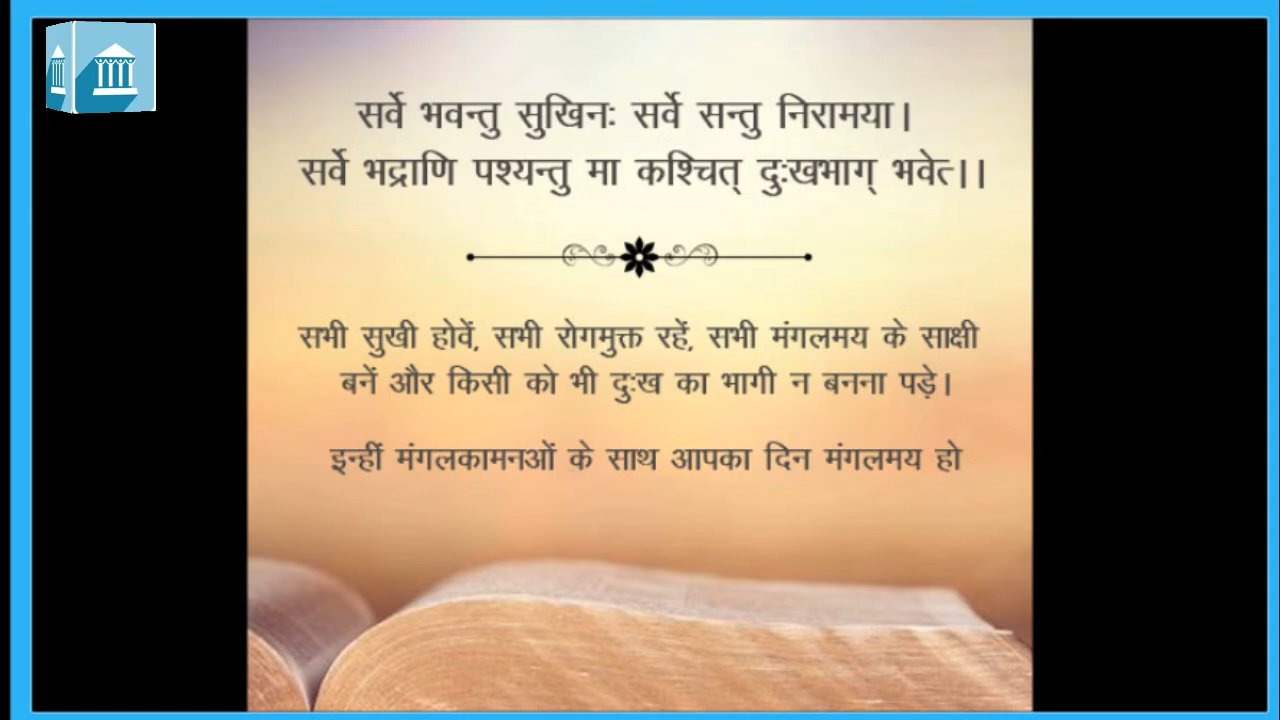 सर्वे भवन्तु सुखिनः सर्वे सन्तु निरामया।
सर्वे भद्राणि पश्यन्तु मा कश्चित् दुःखभाग् भवेत।।
सभी सुखी होवें, सभी रोगमुक्त रहें, सभी मंगलमय के साक्षी
बनें और किसी को भी दुःख का भागी न बनना पड़े।
इन्हीं मंगलकामनओं के साथ आपका दिन मंगलमय हो